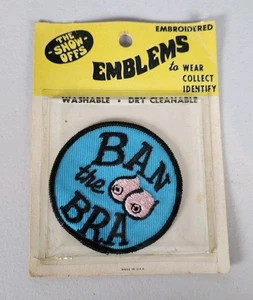 THE
SHOW
OFFS
EMBROIDERED
EMBLEMS
to WEAR
COLLECT
IDENTIFY
WASHABLE • DRY CLEANABLE
BAN
the
BRA